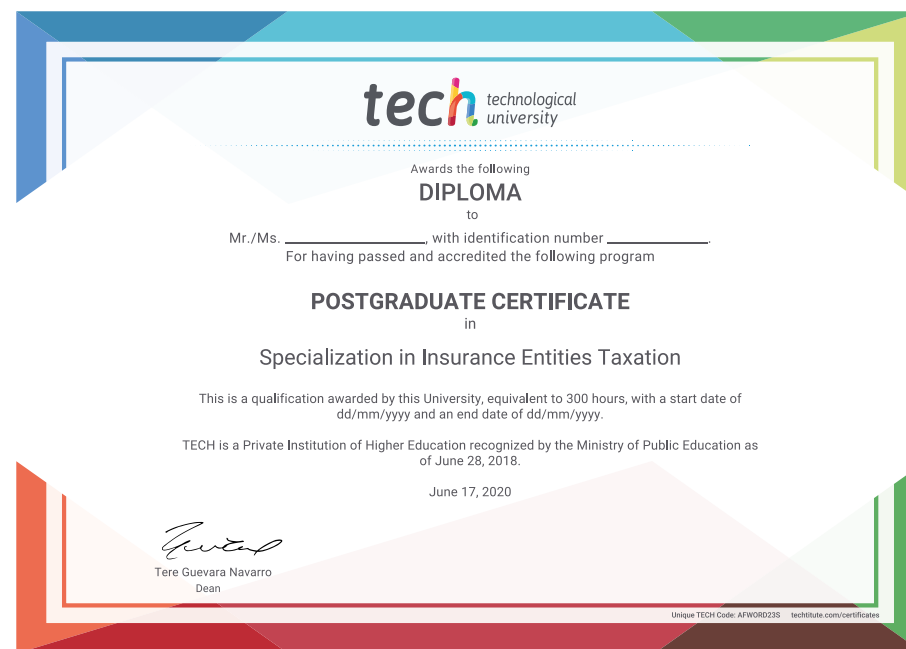 tech technological
university
Awards the following
DIPLOMA
to
Mr./Ms. ____________________, with identification number ______________.
For having passed and accredited the following program
POSTGRADUATE CERTIFICATE
in
Specialization in Insurance Entities Taxation
This is a qualification awarded by this University, equivalent to 300 hours, with a start date of
dd/mm/yyyy and an end date of dd/mm/yyyy.
TECH is a Private Institution of Higher Education recognized by the Ministry of Public Education as
of June 28, 2018.
June 17, 2020
Tere Guevara Navarro
Dean
Unique TECH Code: AFWORD23S techtitute.com/certificates